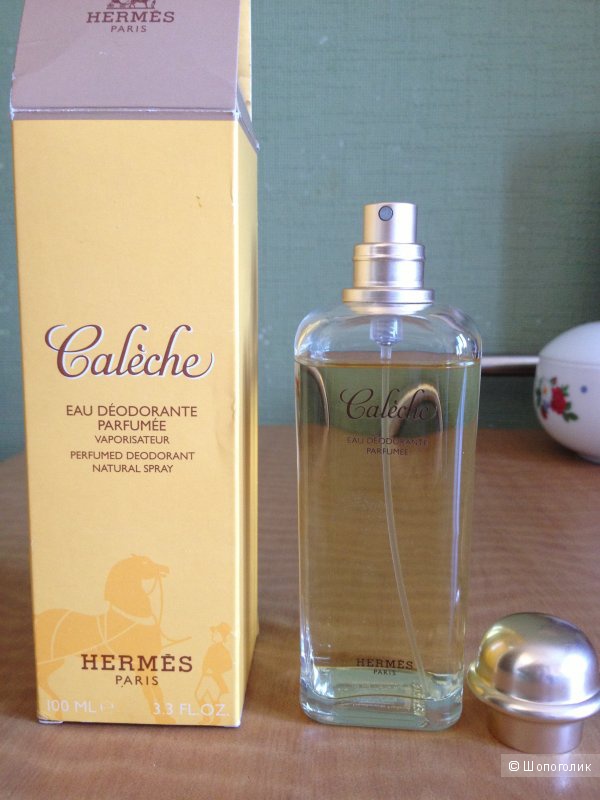 HERMÈS
PARIS
Calèche
EAU DÉODORANTE
PARFUMÉE
VAPORISATEUR
PERFUMED DEODORANT
NATURAL SPRAY
HERMÈS
PARIS
100 ML ℮
3.3 FL.OZ.
Calèche
EAU DÉODORANTE
PARFUMÉE
HERMÈS
PARIS
© Шопоголик